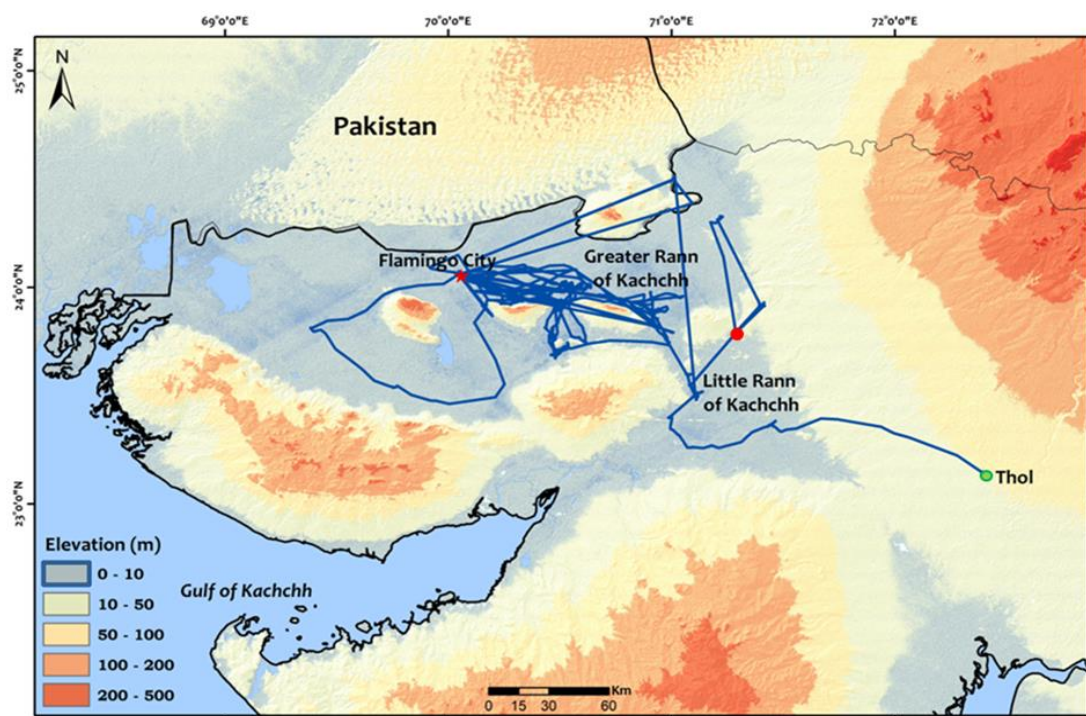 69°0'0"E 70°0'0"E 71°0'0"E 72°0'0"E
25°0'0"N
24°0'0"N
23°0'0"N
N
Pakistan
Flamingo City
Greater Rann
of Kachchh
Little Rann
of Kachchh
Thol
Gulf of Kachchh
Elevation (m)
0 - 10
10 - 50
50 - 100
100 - 200
200 - 500
Km
0 15 30 60